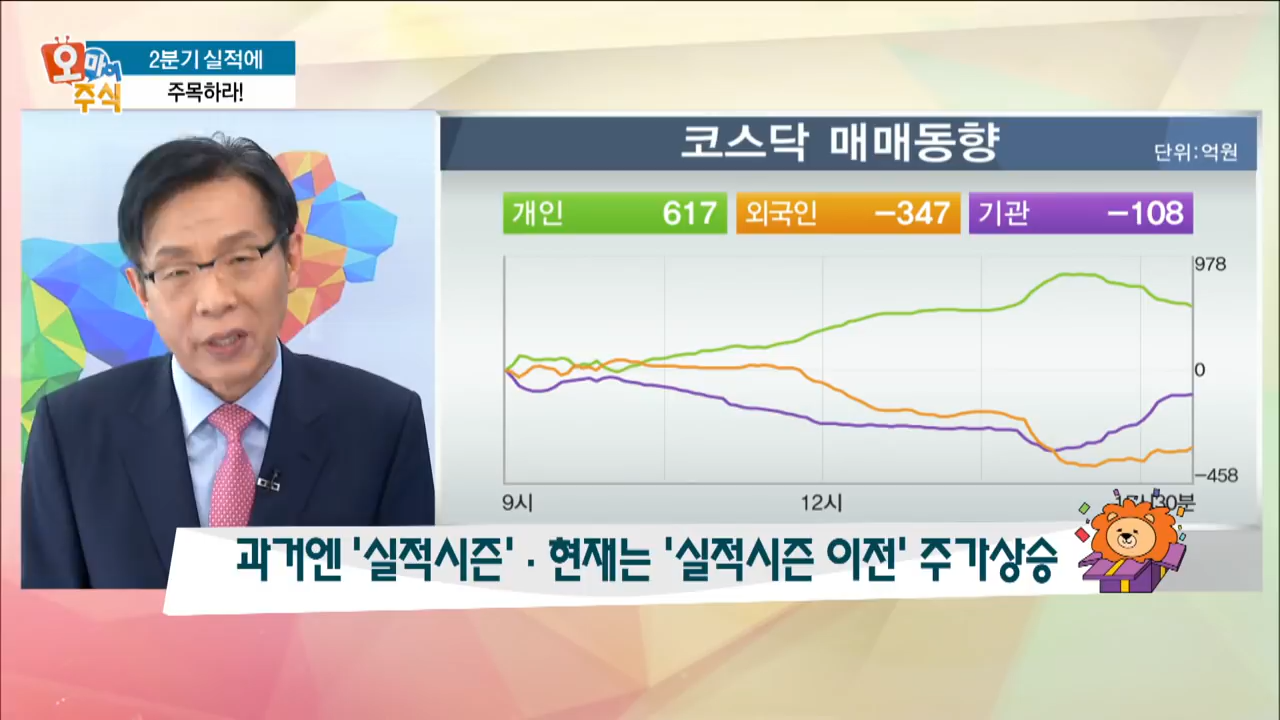 오마이
주식
2분기 실적에
주목하라!
코스닥 매매동향
단위:억원
개인 617
외국인 -347
기관 -108
978
0
-458
9시
12시
30분
과거엔 '실적시즌' · 현재는 '실적시즌 이전' 주가상승